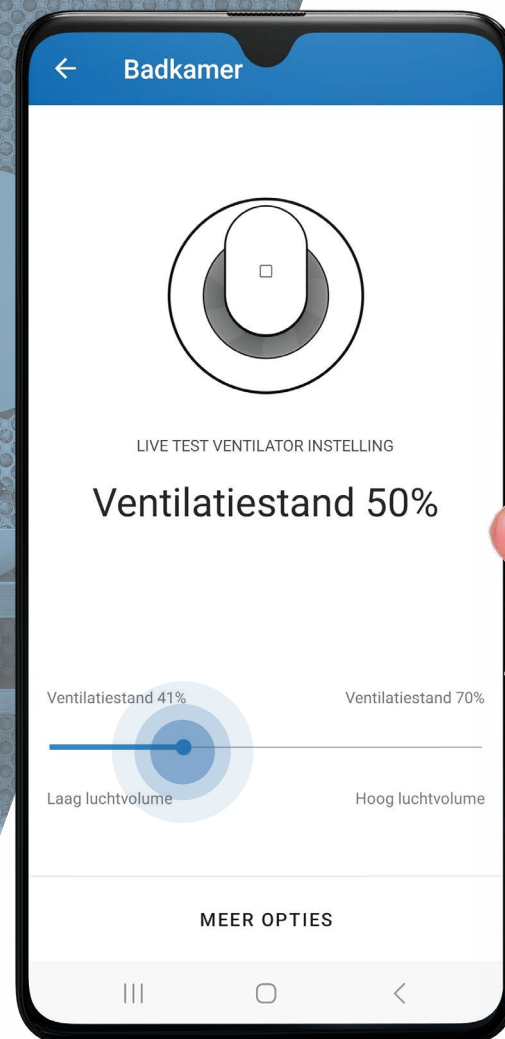 Badkamer
LIVE TEST VENTILATOR INSTELLING
Ventilatiestand 50%
Ventilatiestand 41% Ventilatiestand 70%
Laag luchtvolume Hoog luchtvolume
MEER OPTIES